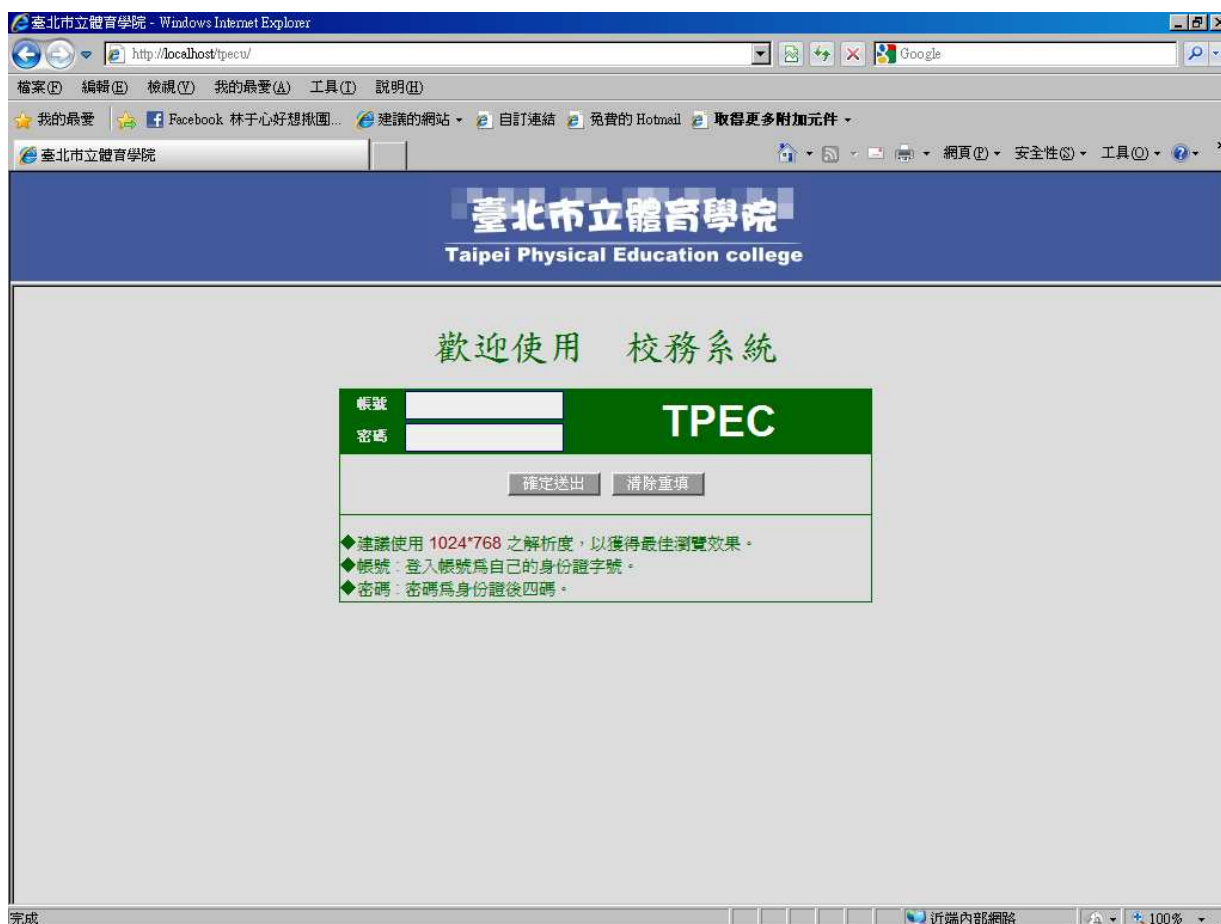 臺北市立體育學院 - Windows Internet Explorer
http://localhost/tpecu/
Google
檔案(F) 編輯(E) 檢視(V) 我的最愛(A) 工具(T) 說明(H)
我的最愛 Facebook 林于心好想揪團... 建議的網站 自訂連結 免費的 Hotmail 取得更多附加元件
臺北市立體育學院 網頁(P) 安全性(S) 工具(O)
臺北市立體育學院
Taipei Physical Education college
歡迎使用 校務系統
帳號
密碼
TPEC
確定送出 清除重填
◆建議使用 1024*768 之解析度，以獲得最佳瀏覽效果。
◆帳號：登入帳號為自己的身份證字號。
◆密碼：密碼為身份證後四碼。
完成 近端內部網路 100%